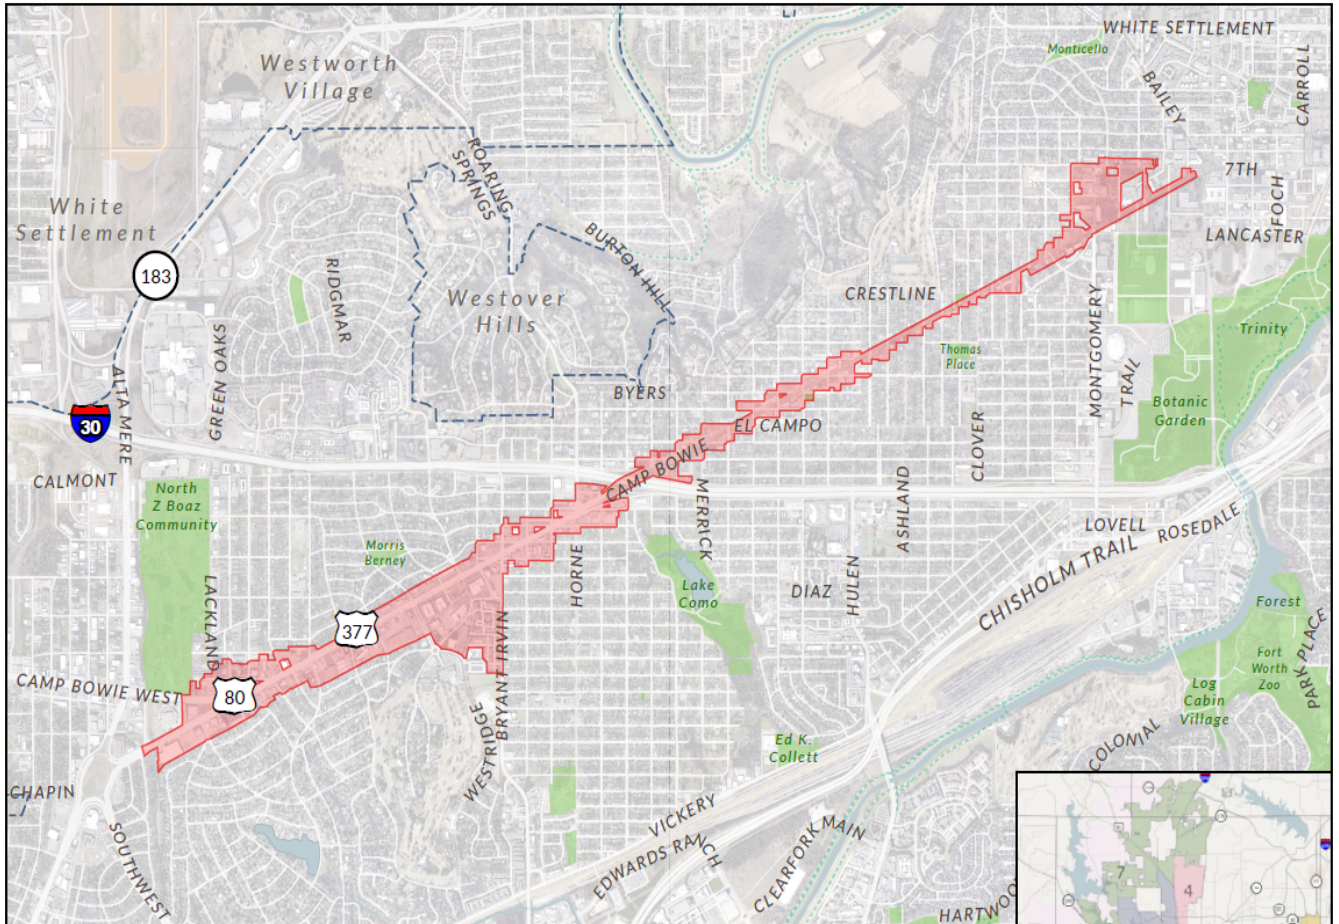 WHITE SETTLEMENT
Monticello
CARROLL
BAILEY
Westworth
Village
ROARING
SPRINGS
7TH
FOCH
White
Settlement
LANCASTER
BURTON HILL
183
RIDGMAR
Westover
Hills
CRESTLINE
MONTGOMERY
Trinity
GREEN OAKS
Thomas
Place
TRAIL
ALTA MERE
BYERS
Botanic
Garden
30
EL CAMPO
CLOVER
CAMP BOWIE
CALMONT
ASHLAND
North
Z Boaz
Community
MERRICK
LOVELL
ROSEDALE
Morris
Berney
HORNE
CHISHOLM TRAIL
LACKLAND
Lake
Como
DIAZ
HULEN
Forest
377
BRYANT IRVIN
PARK PLACE
Fort
Worth
Zoo
CAMP BOWIE WEST
80
Log
Cabin
Village
WESTRIDGE
Ed K.
Collett
COLONIAL
CHAPIN
VICKERY
SOUTHWEST
CLEARFORK MAIN
EDWARDS RANCH
HARTWOO
7
4